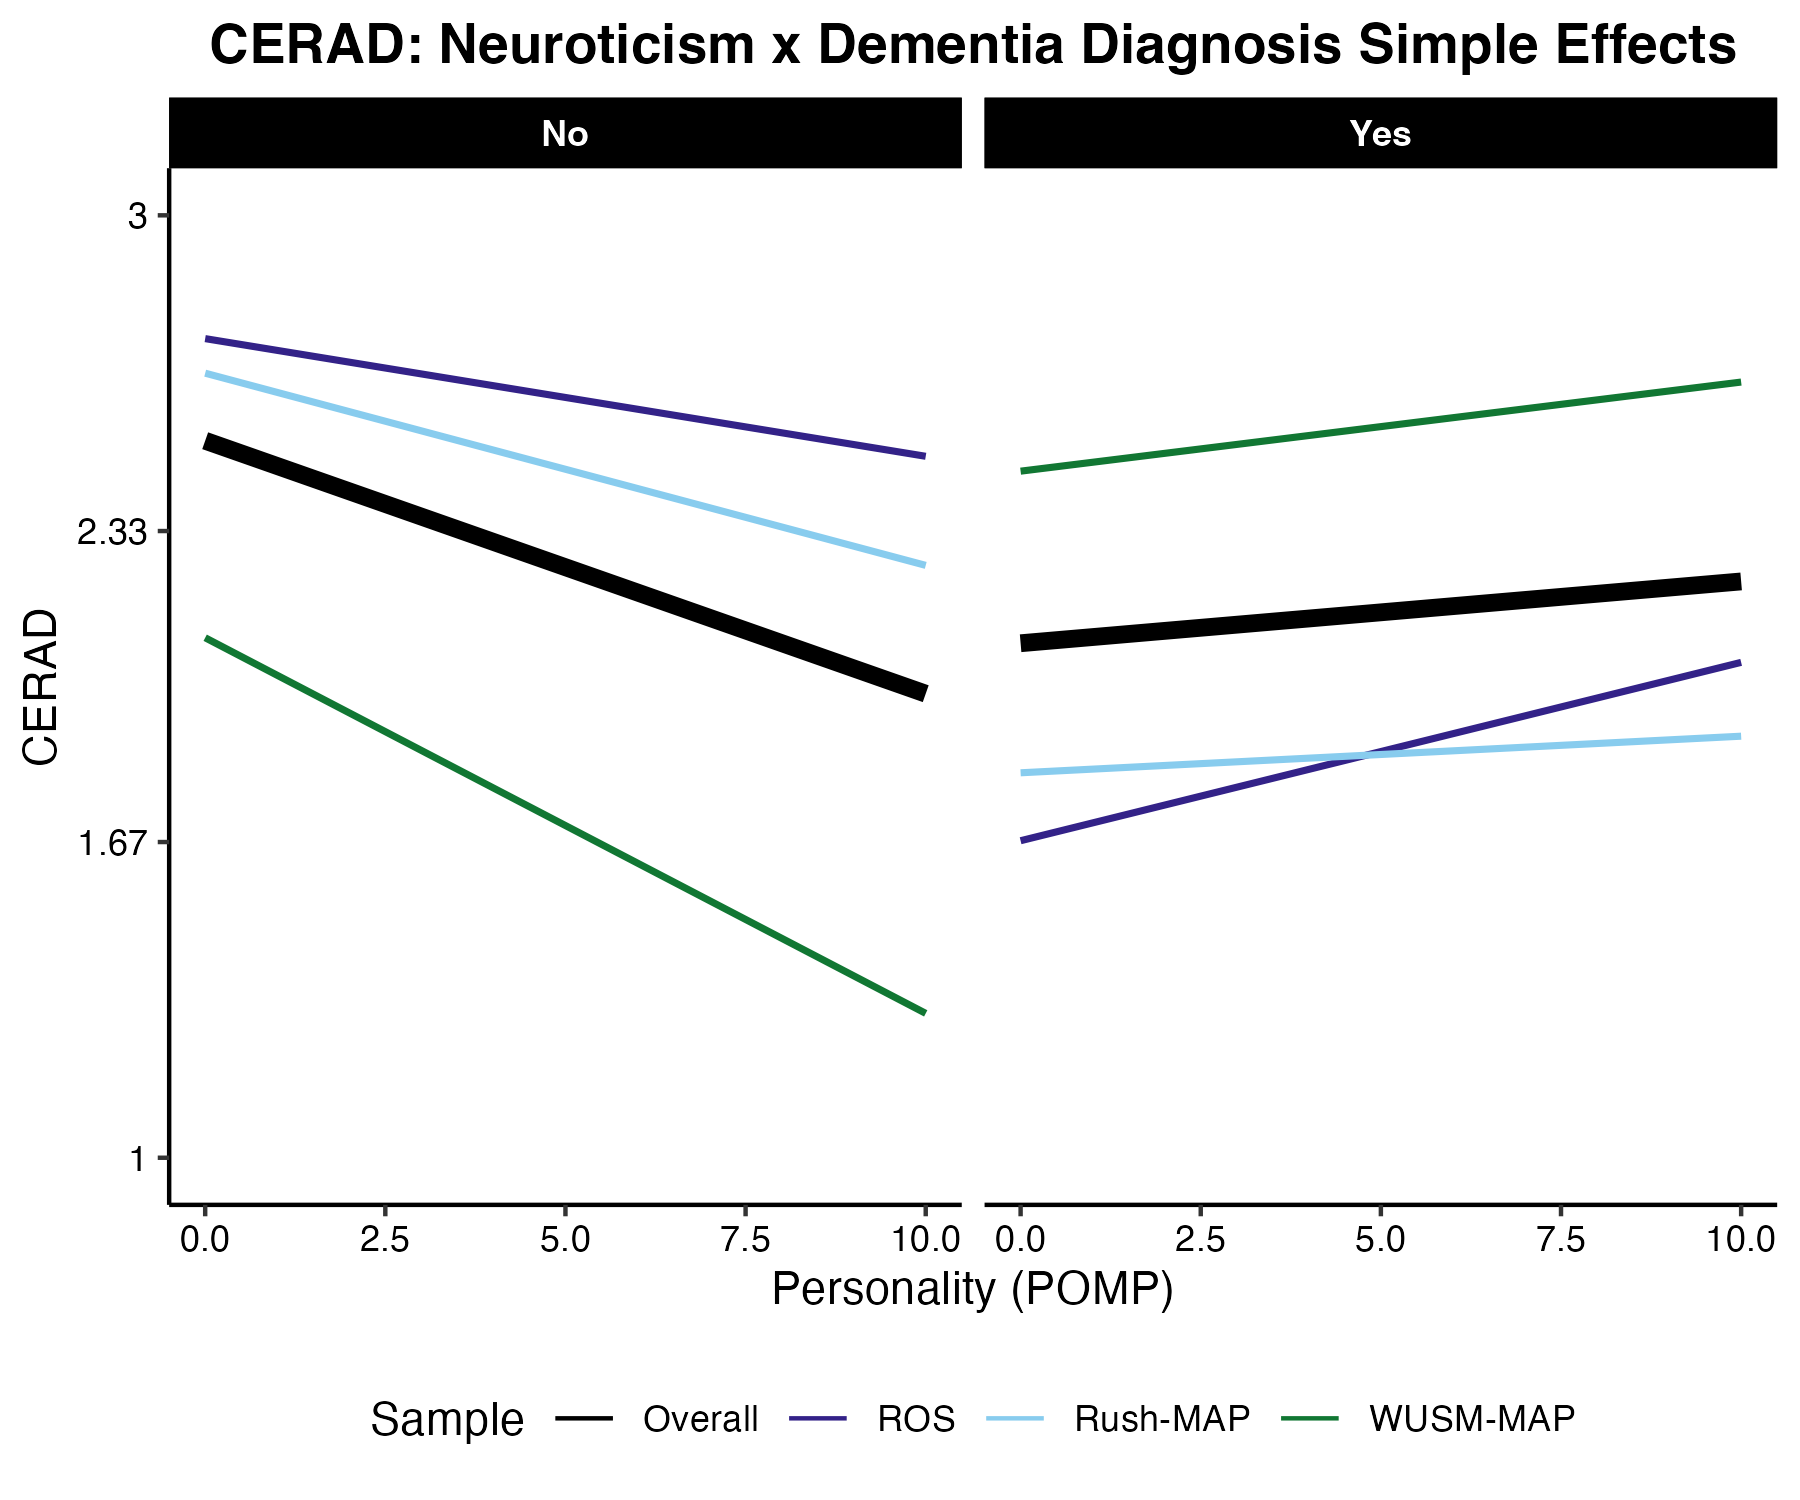 CERAD: Neuroticism x Dementia Diagnosis Simple Effects
No Yes
3
2.33
1.67
1
CERAD
0.0 2.5 5.0 7.5 10.0 0.0 2.5 5.0 7.5 10.0
Personality (POMP)
Sample Overall ROS Rush-MAP WUSM-MAP